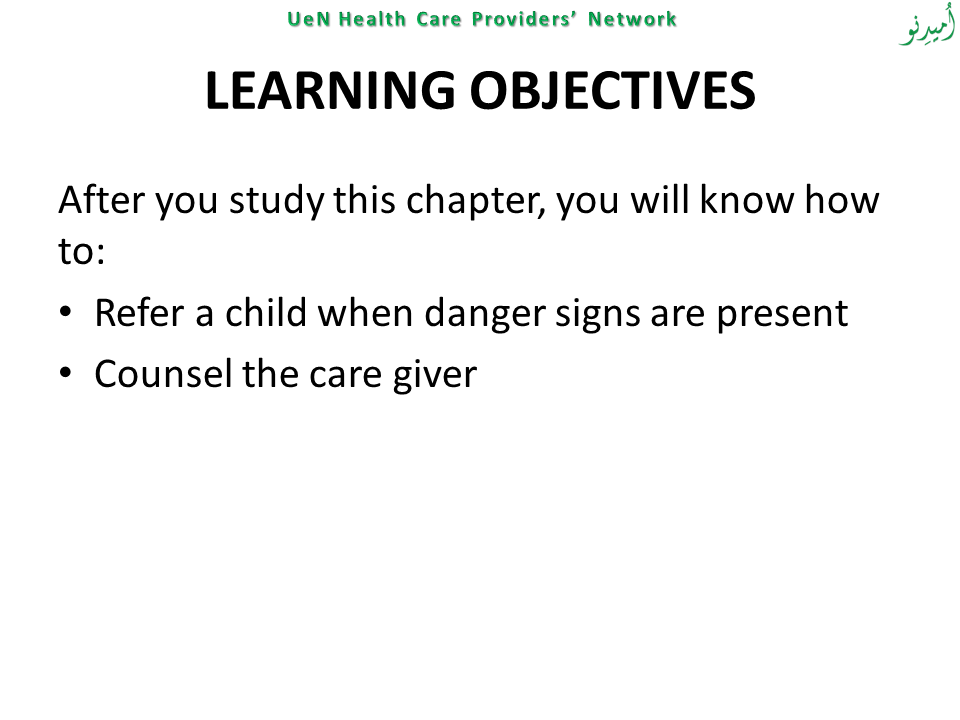 UeN Health Care Providers’ Network
اُمیدِنو
LEARNING OBJECTIVES
After you study this chapter, you will know how
to:
• Refer a child when danger signs are present
• Counsel the care giver